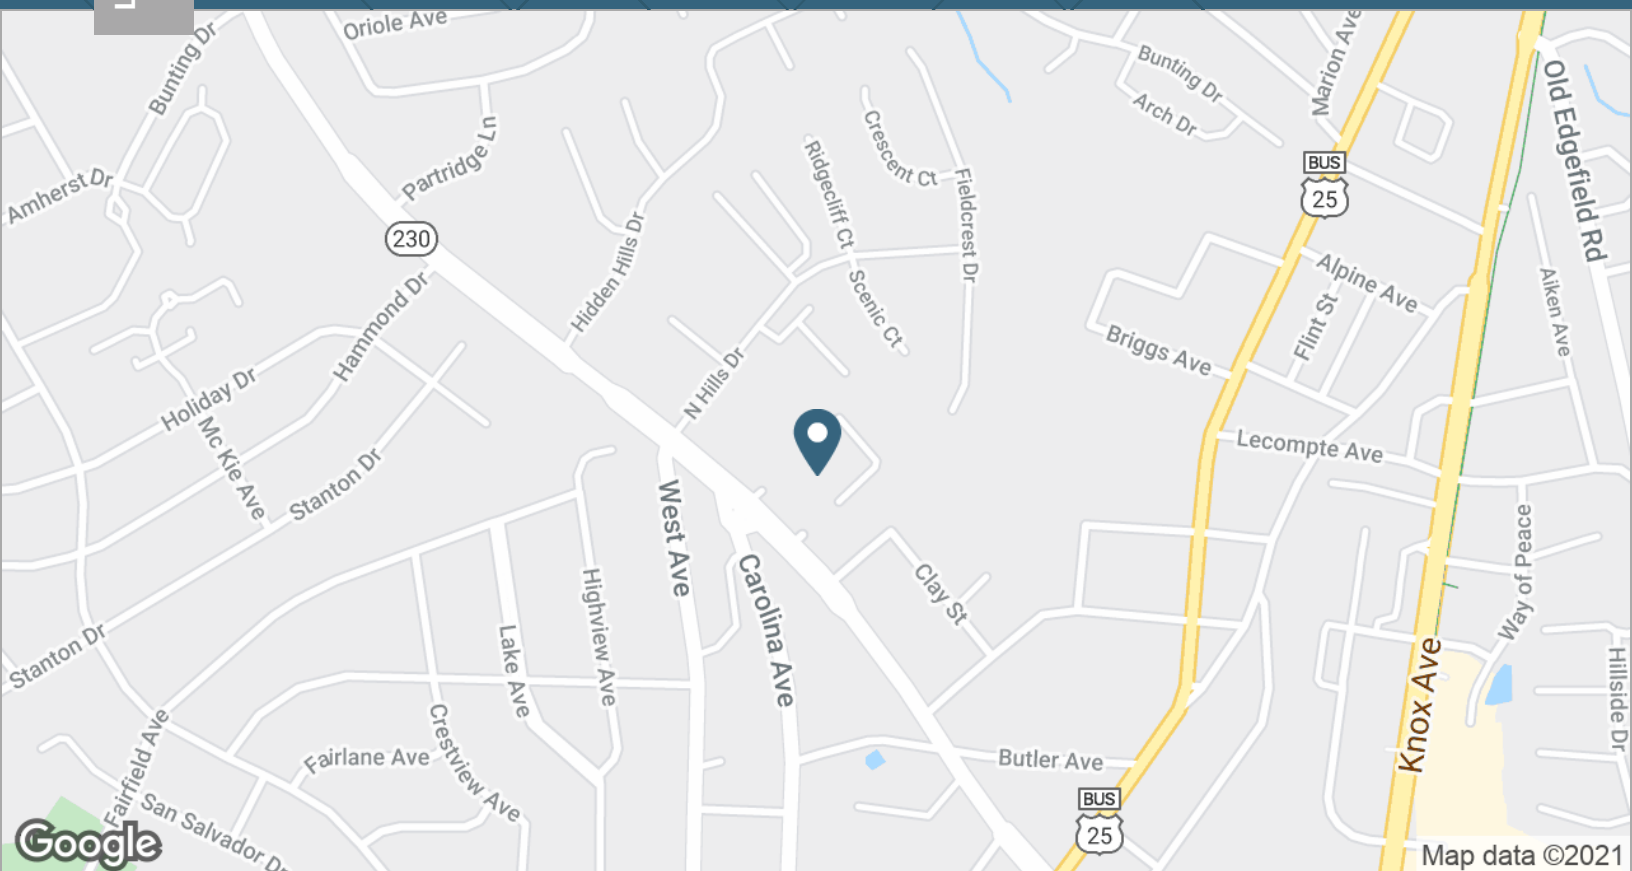 Oriole Ave
Bunting Dr
Marion Ave
Bunting Dr
Arch Dr
Old Edgefield Rd
Partridge Ln
Crescent Ct
Ridgecliff Ct
Fieldcrest Dr
BUS
25
Amherst Dr
230
Hidden Hills Dr
Alpine Ave
Aiken Ave
Hammond Dr
Scenic Ct
Flint St
Briggs Ave
N Hills Dr
Holiday Dr
Mc Kie Ave
Lecompte Ave
Stanton Dr
West Ave
Way of Peace
Carolina Ave
Clay St
Highview Ave
Lake Ave
Stanton Dr
Knox Ave
Hillside Dr
Crestview Ave
Fairfield Ave
Fairlane Ave
Butler Ave
BUS
25
San Salvador Dr
Google
Map data ©2021